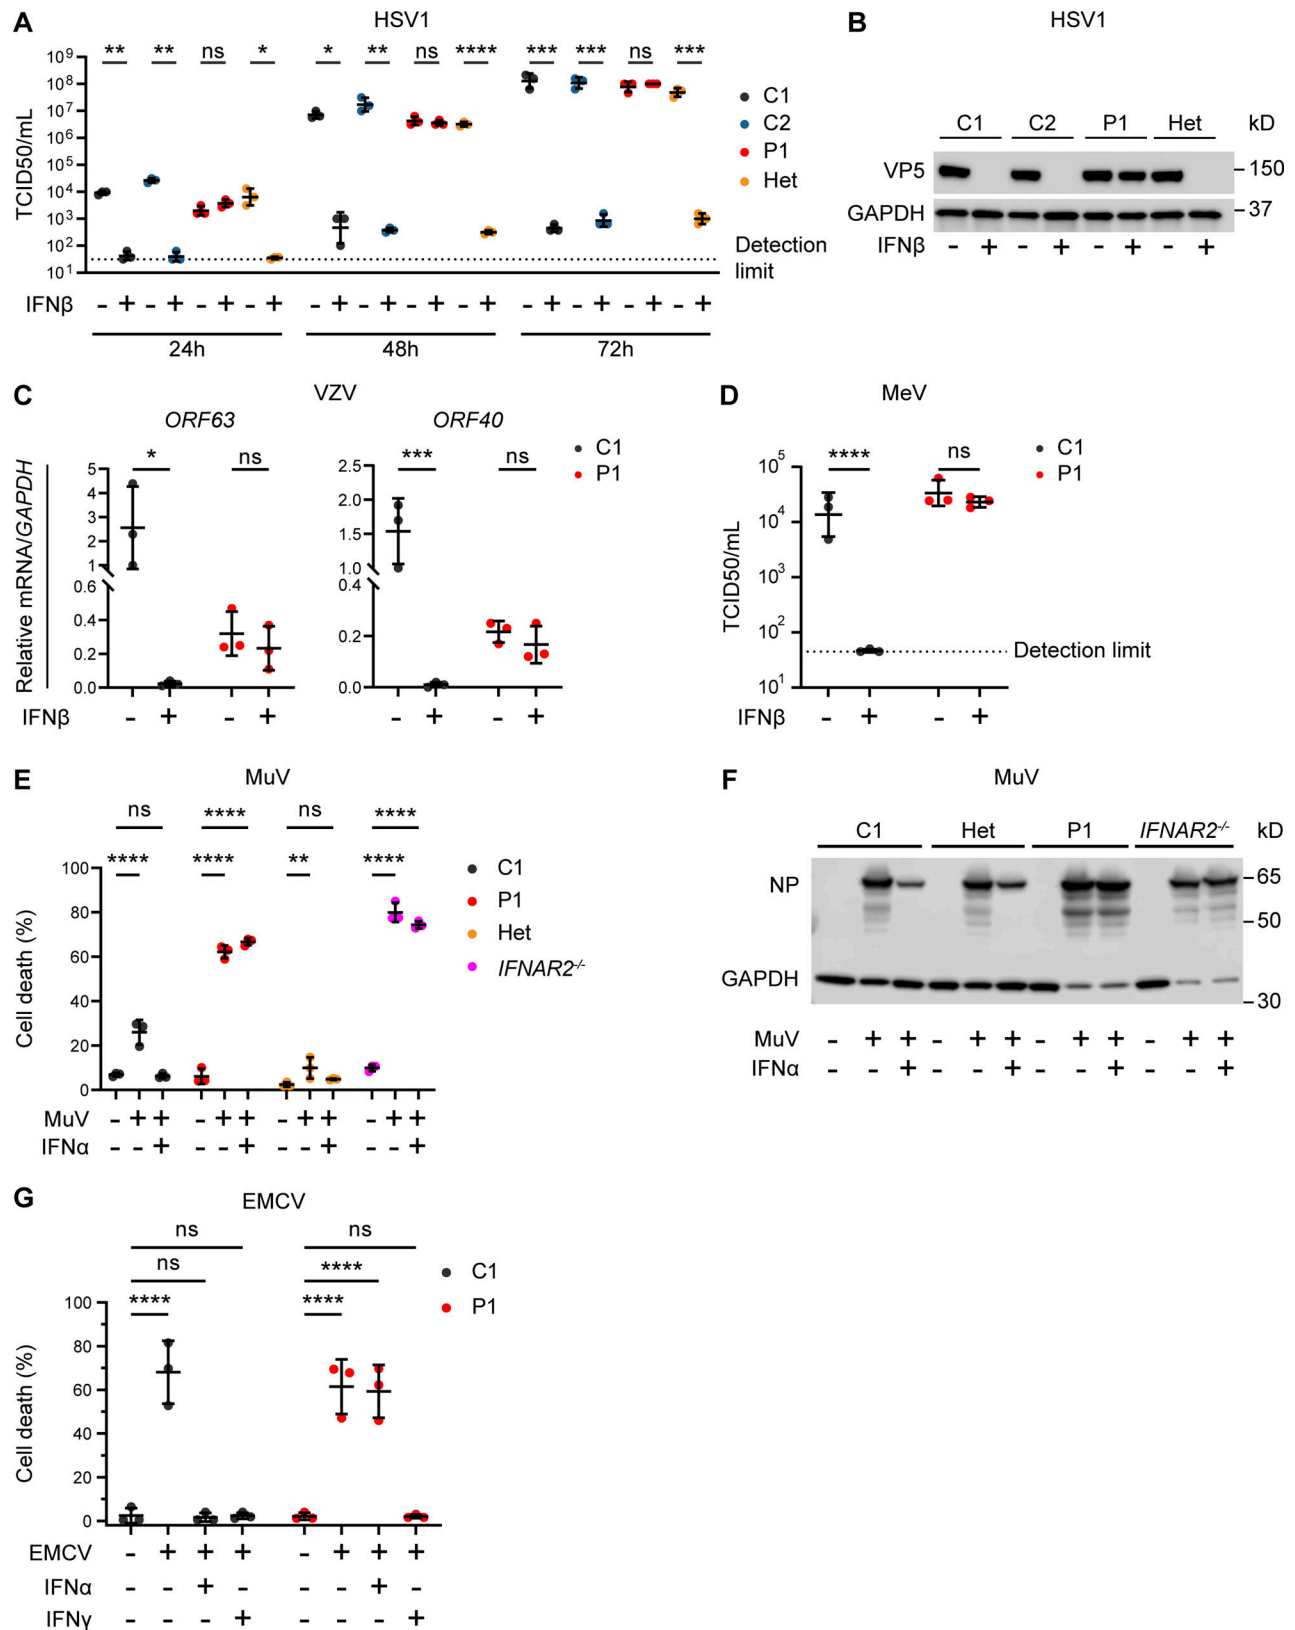 A
HSV1
** ** ns * * ** ns **** *** *** ns ***
10⁹
10⁸
10⁷
10⁶
10⁵
10⁴
10³
10²
10¹
TCID50/mL
C1
C2
P1
Het
Detection
limit
IFNβ - + - + - + - + - + - + - + - + - + - + - + - +
24h 48h 72h
B
HSV1
C1 C2 P1 Het kD
VP5 150
GAPDH 37
IFNβ - + - + - + - +
C
VZV
ORF63 ORF40
C1
P1
Relative mRNA/GAPDH
* ns
5
4
3
2
1
0.6
0.4
0.2
0.0
*** ns
2.5
2.0
1.5
1.0
0.4
0.2
0.0
IFNβ - + - + - + - +
D
MeV
C1
P1
**** ns
10⁵
10⁴
10³
10²
10¹
TCID50/mL
Detection limit
IFNβ - + - +
E
MuV
ns **** ns ****
**** **** ** ****
100
80
60
40
20
0
Cell death (%)
C1
P1
Het
IFNAR2-/-
MuV - + + - + + - + + - + +
IFNα - - + - - + - - + - - +
F
MuV
C1 Het P1 IFNAR2-/- kD
NP 65
50
GAPDH
30
MuV - + + - + + - + + - + +
IFNα - - + - - + - - + - - +
G
EMCV
ns ns
ns ****
**** ****
C1
P1
100
80
60
40
20
0
Cell death (%)
EMCV - + + + - + + +
IFNα - - + - - - + -
IFNγ - - - + - - - +